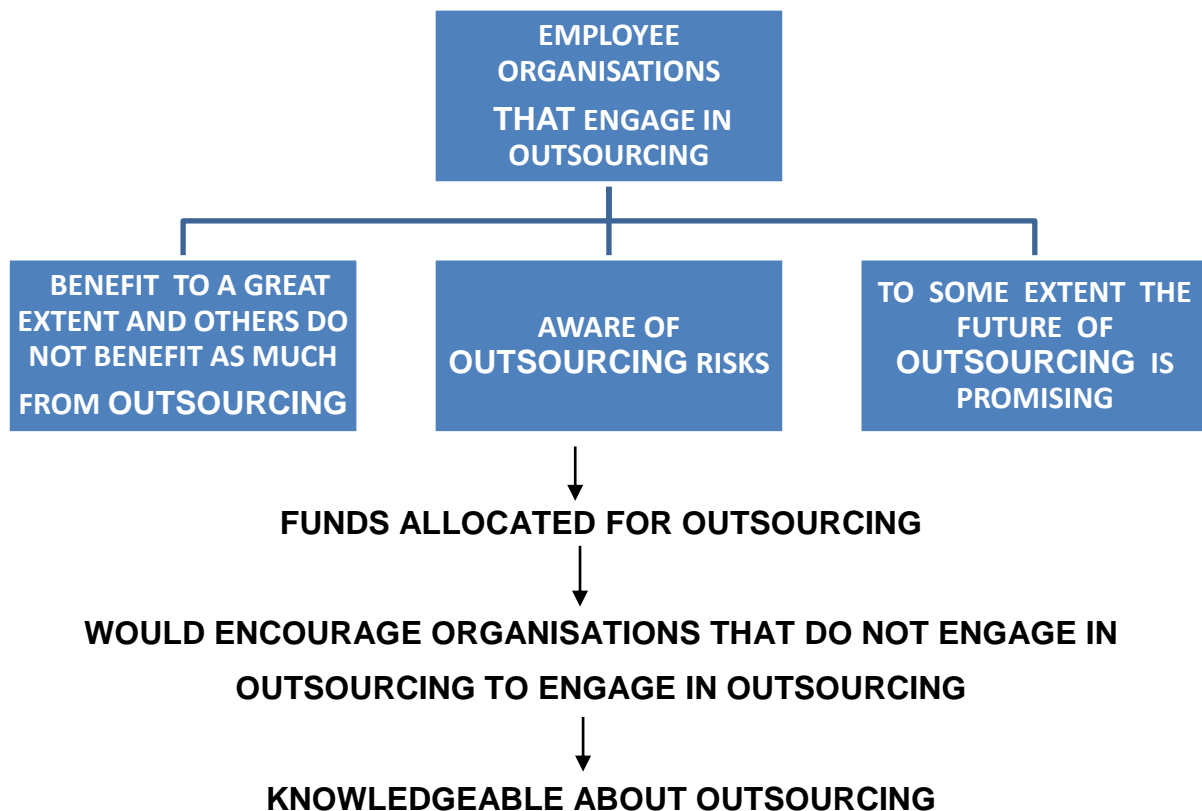 EMPLOYEE
ORGANISATIONS
THAT ENGAGE IN
OUTSOURCING
BENEFIT TO A GREAT
EXTENT AND OTHERS DO
NOT BENEFIT AS MUCH
FROM OUTSOURCING
AWARE OF
OUTSOURCING RISKS
TO SOME EXTENT THE
FUTURE OF
OUTSOURCING IS
PROMISING
FUNDS ALLOCATED FOR OUTSOURCING
WOULD ENCOURAGE ORGANISATIONS THAT DO NOT ENGAGE IN
OUTSOURCING TO ENGAGE IN OUTSOURCING
KNOWLEDGEABLE ABOUT OUTSOURCING